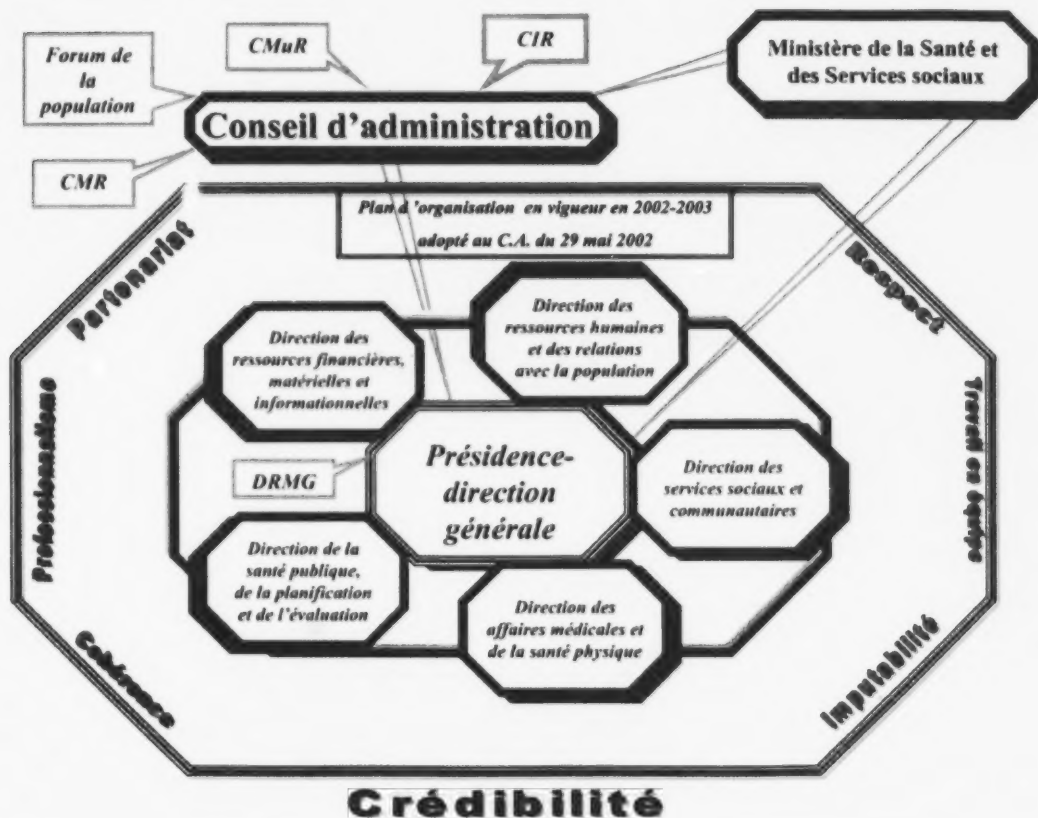 Forum de
la
population
CMuR
CIR
Ministère de la Santé et
des Services sociaux
Conseil d'administration
CMR
Plan d'organisation en vigueur en 2002-2003
adopté au C.A. du 29 mai 2002
Partenariat
Respect
Direction des
ressources financières,
matérielles et
informationnelles
Direction des
ressources humaines
et des relations
avec la population
Professionnalisme
Travail en équipe
DRMG
Présidence-
direction
générale
Direction des
services sociaux et
communautaires
Direction de la
santé publique,
de la planification
et de l'évaluation
Direction des
affaires médicales et
de la santé physique
Cohérence
Imputabilité
Crédibilité